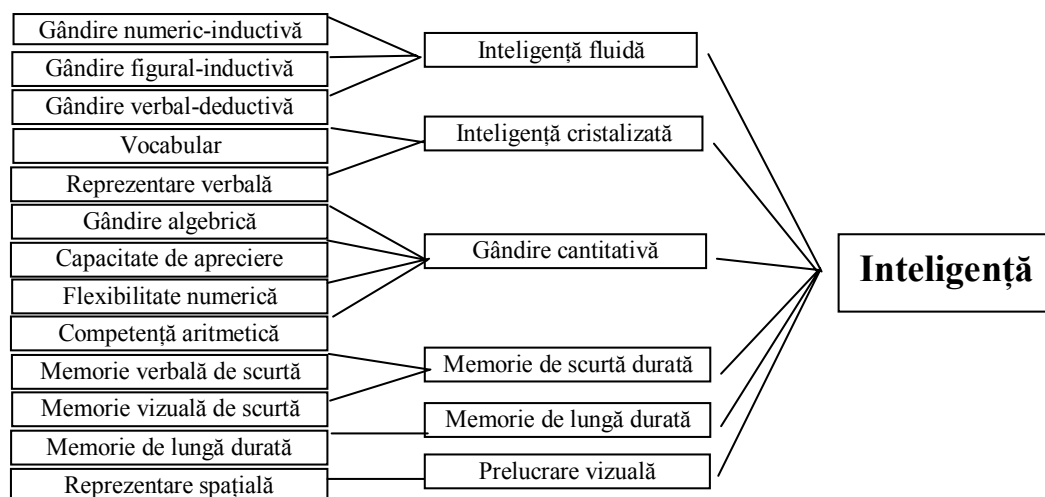 Gândire numeric-inductivă
Gândire figural-inductivă
Gândire verbal-deductivă
Vocabular
Reprezentare verbală
Gândire algebrică
Capacitate de apreciere
Flexibilitate numerică
Competență aritmetică
Memorie verbală de scurtă
Memorie vizuală de scurtă
Memorie de lungă durată
Reprezentare spațială
Inteligență fluidă
Inteligență cristalizată
Gândire cantitativă
Memorie de scurtă durată
Memorie de lungă durată
Prelucrare vizuală
Inteligență